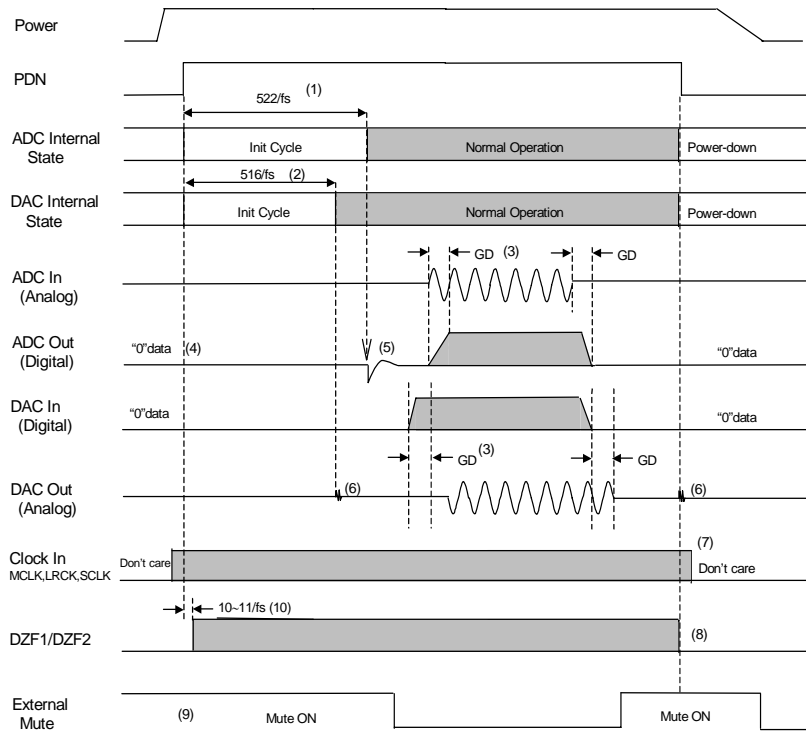 Power
PDN
522/fs (1)
ADC Internal
State
Init Cycle
Normal Operation
Power-down
516/fs (2)
DAC Internal
State
Init Cycle
Normal Operation
Power-down
GD (3)
GD
ADC In
(Analog)
ADC Out
(Digital)
“0”data (4)
(5)
“0”data
DAC In
(Digital)
“0”data
“0”data
GD (3)
GD
DAC Out
(Analog)
(6)
(6)
Clock In
MCLK,LRCK,SCLK
Don’t care
(7)
Don’t care
10~11/fs (10)
DZF1/DZF2
(8)
External
Mute
(9)
Mute ON
Mute ON